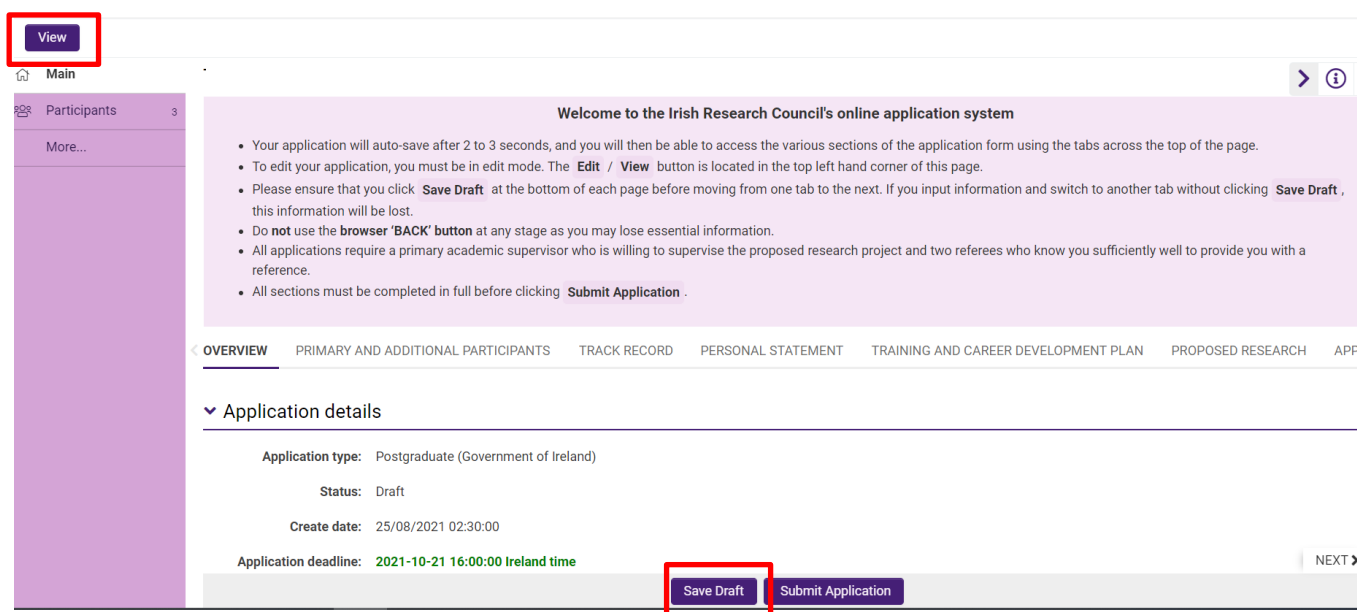 View
Main
Participants 3
More...
Welcome to the Irish Research Council's online application system
• Your application will auto-save after 2 to 3 seconds, and you will then be able to access the various sections of the application form using the tabs across the top of the page.
• To edit your application, you must be in edit mode. The Edit / View button is located in the top left hand corner of this page.
• Please ensure that you click Save Draft at the bottom of each page before moving from one tab to the next. If you input information and switch to another tab without clicking Save Draft ,
this information will be lost.
• Do not use the browser ‘BACK’ button at any stage as you may lose essential information.
• All applications require a primary academic supervisor who is willing to supervise the proposed research project and two referees who know you sufficiently well to provide you with a
reference.
• All sections must be completed in full before clicking Submit Application .
OVERVIEW PRIMARY AND ADDITIONAL PARTICIPANTS TRACK RECORD PERSONAL STATEMENT TRAINING AND CAREER DEVELOPMENT PLAN PROPOSED RESEARCH APP
Application details
Application type: Postgraduate (Government of Ireland)
Status: Draft
Create date: 25/08/2021 02:30:00
Application deadline: 2021-10-21 16:00:00 Ireland time
NEXT
Save Draft Submit Application